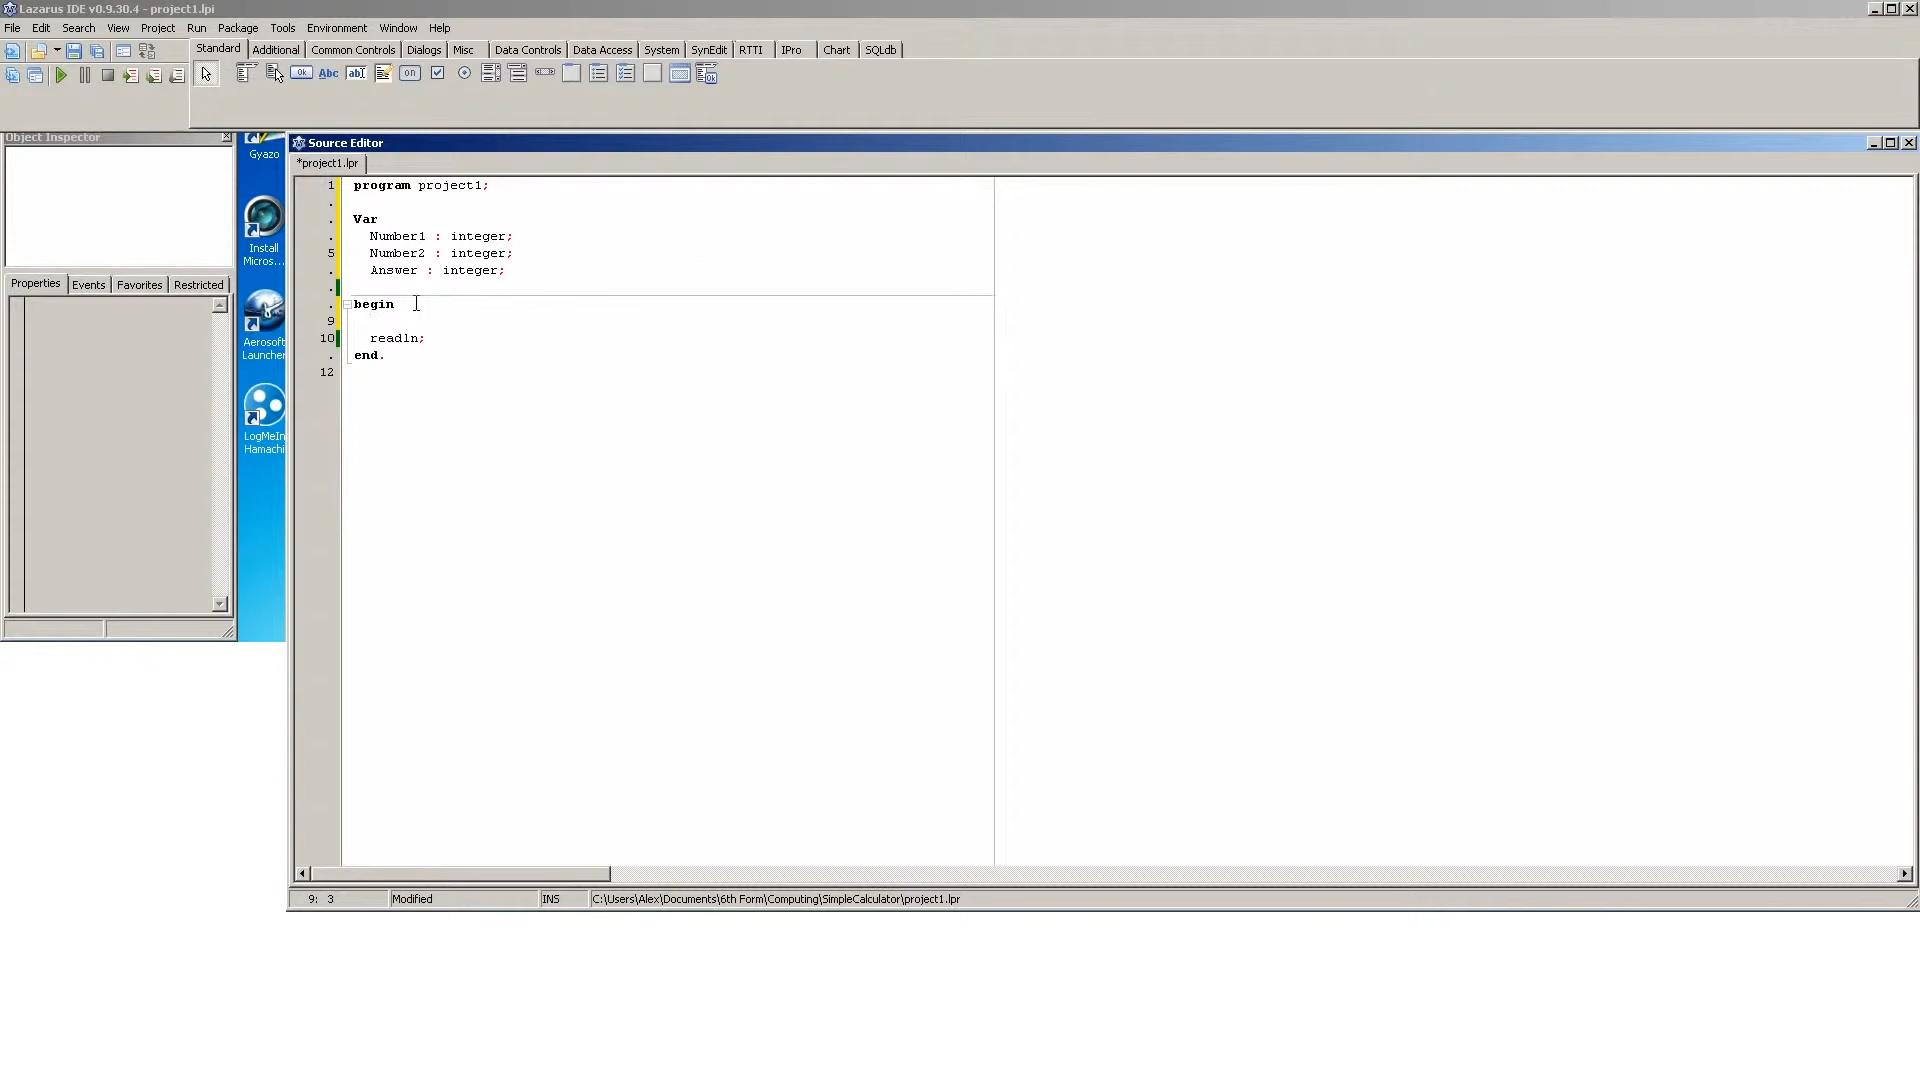 Lazarus IDE v0.9.30.4 - project1.lpi
File Edit Search View Project Run Package Tools Environment Window Help
Standard Additional Common Controls Dialogs Misc Data Controls Data Access System SynEdit RTTI IPro Chart SQLdb
Ok Abc ab on
Object Inspector
Gyazo
Install
Micros...
Aerosoft
Launcher
LogMeIn
Hamachi
Properties Events Favorites Restricted
Source Editor
*project1.lpr
1 program project1;
.
. Var
. Number1 : integer;
5 Number2 : integer;
. Answer : integer;
.
. begin
9
10 readln;
. end.
12
9: 3 Modified INS C:\Users\Alex\Documents\6th Form\Computing\SimpleCalculator\project1.lpr